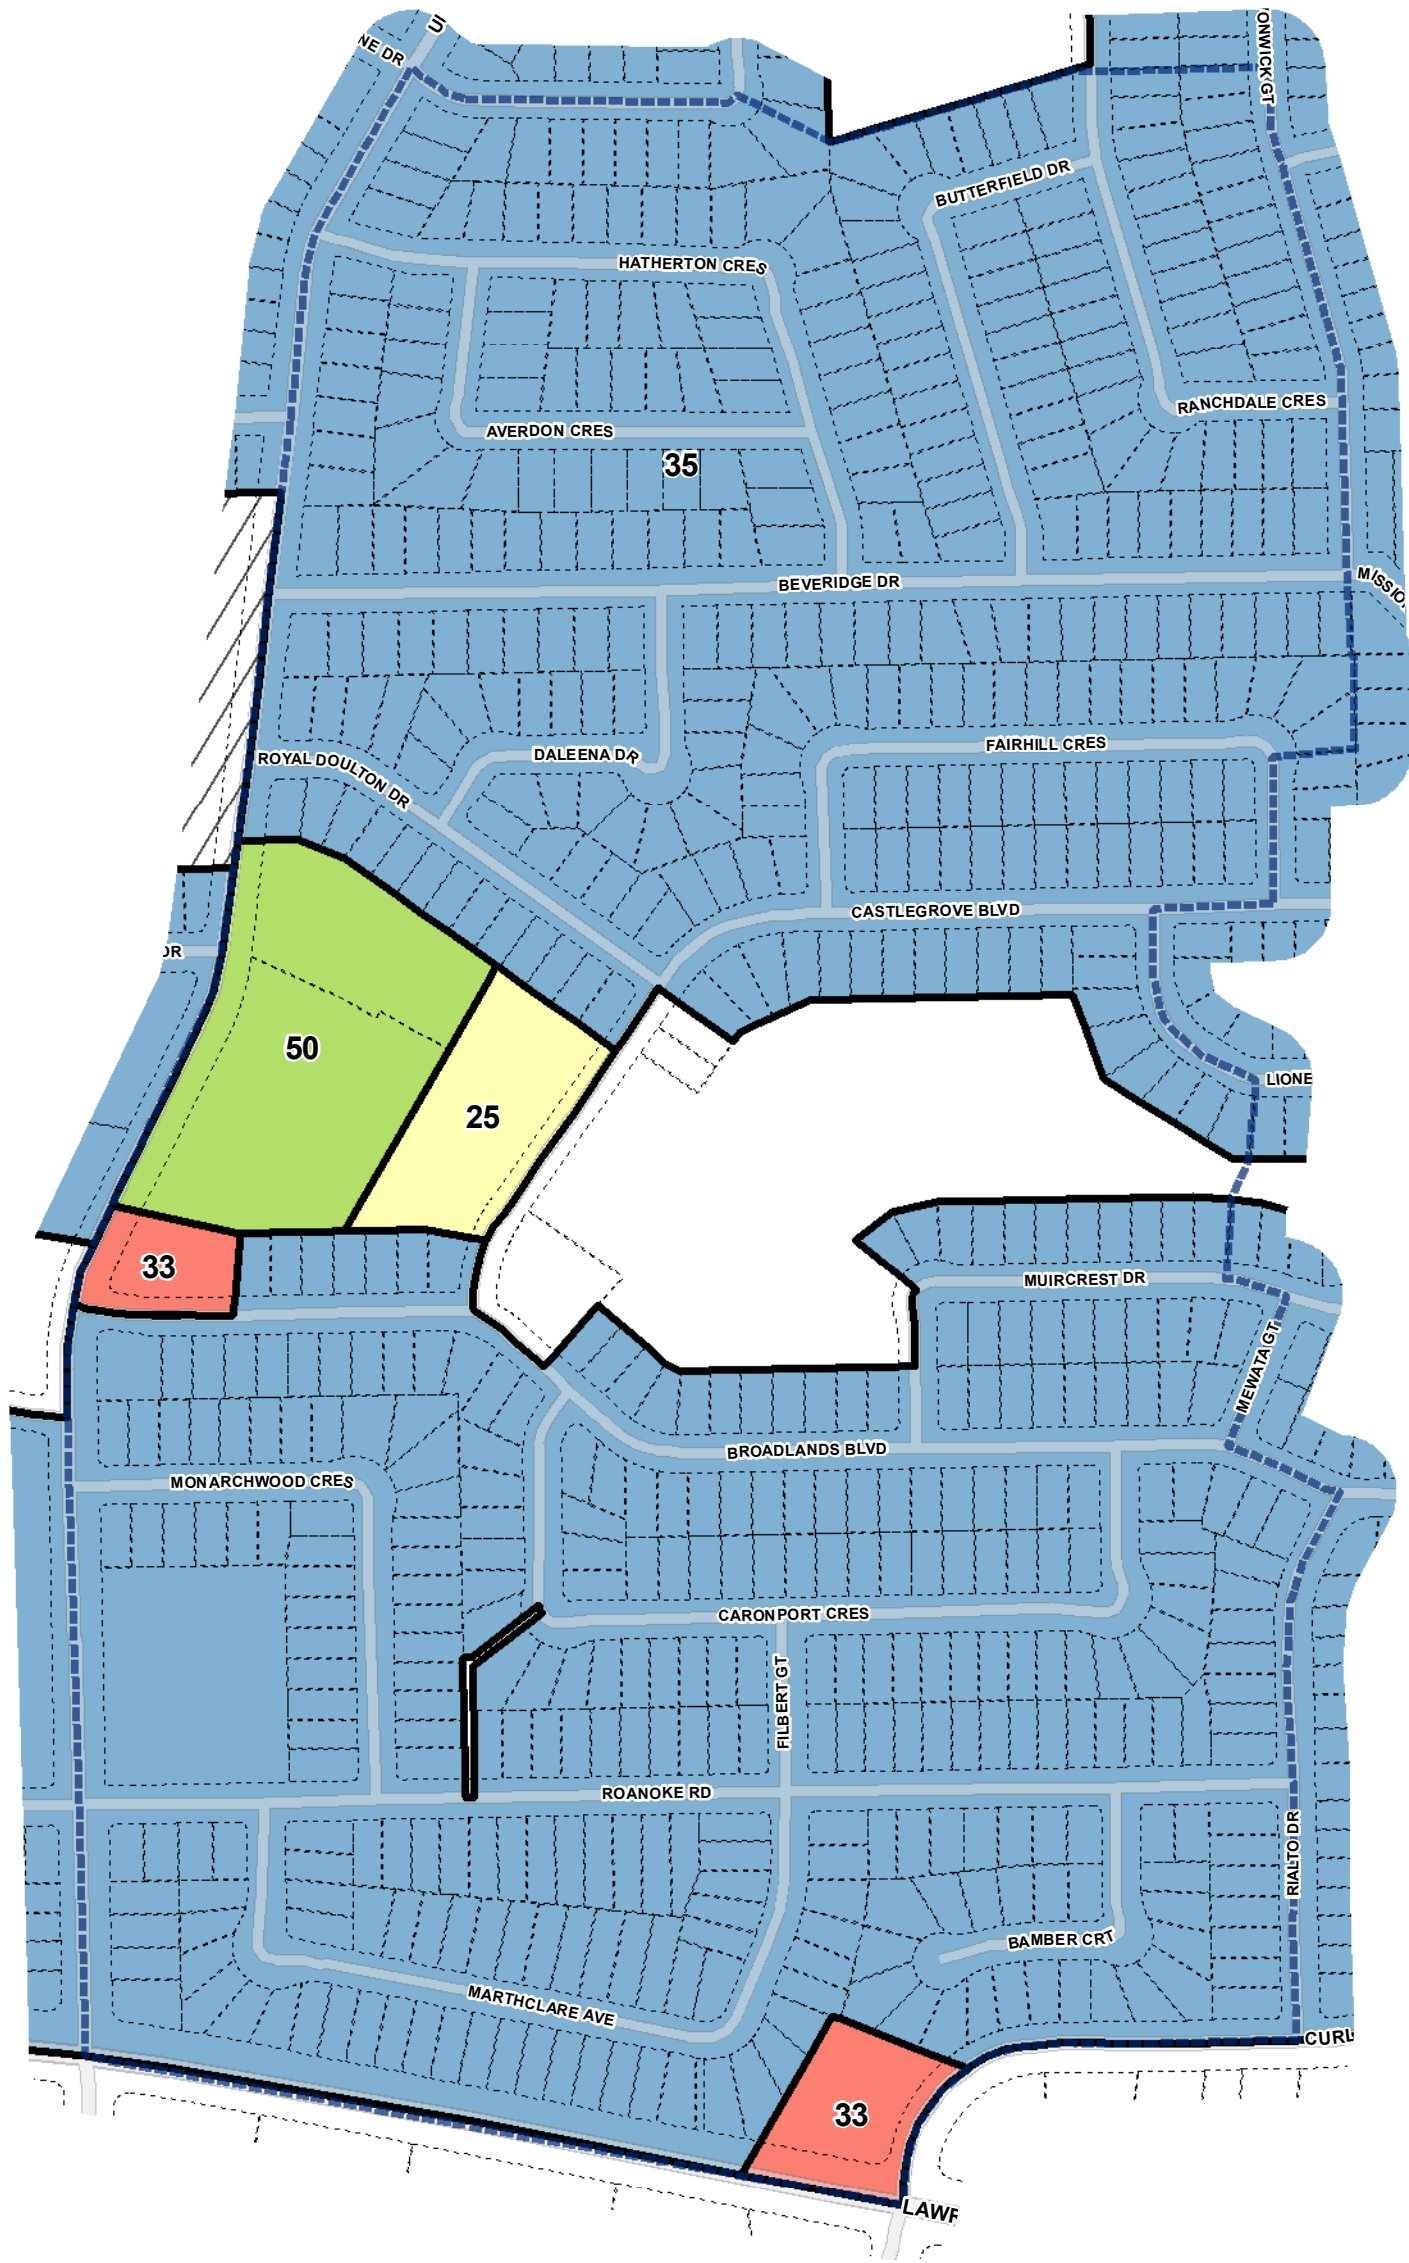 U
NE DR
ONWICK GT
BUTTERFIELD DR
HATHERTON CRES
RANCHDALE CRES
AVERDON CRES
35
BEVERIDGE DR
MISSIO
FAIRHILL CRES
DALEENA DR
ROYAL DOULTON DR
CASTLEGROVE BLVD
DR
50
LIONE
25
33
MUIRCREST DR
MEWATA GT
BROADLANDS BLVD
MONARCHWOOD CRES
CARONPORT CRES
FILBERT GT
ROANOKE RD
RIALTO DR
BAMBER CRT
MARTHCLARE AVE
CURL
33
LAWR